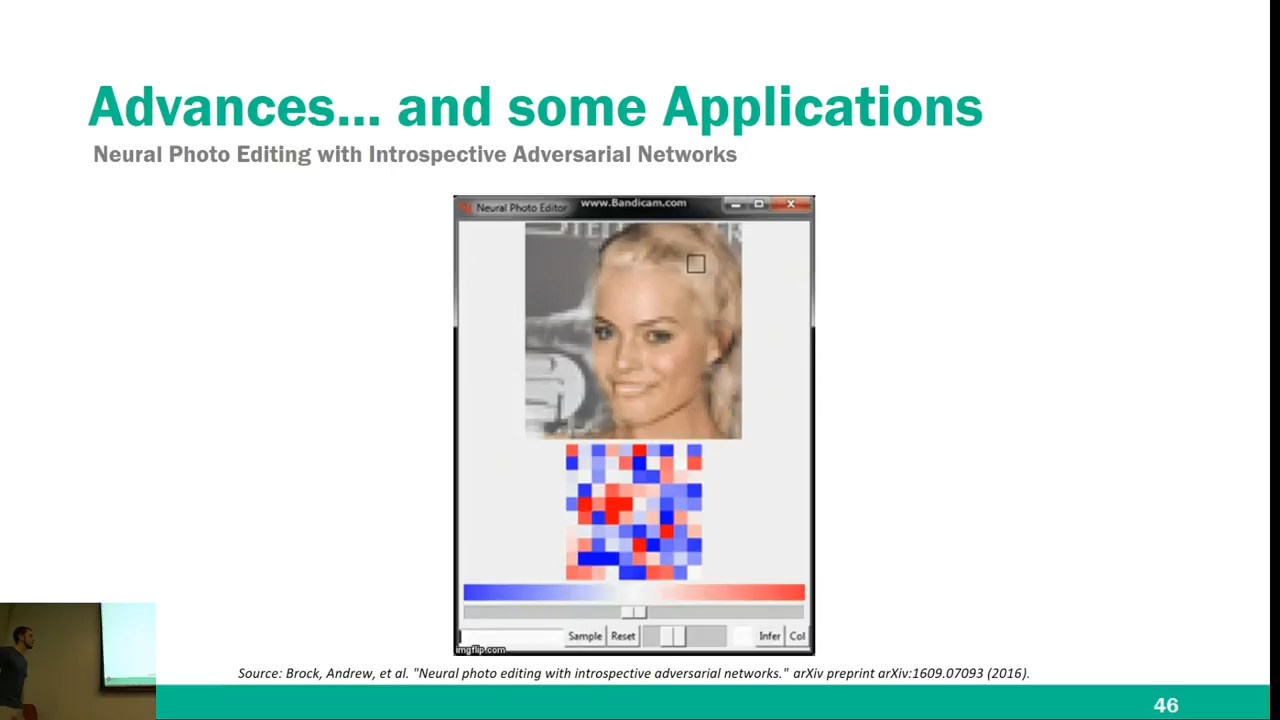 Advances... and some Applications
Neural Photo Editing with Introspective Adversarial Networks
Neural Photo Editor
www.Bandicam.com
Sample
Reset
Infer
Col
imgflip.com
Source: Brock, Andrew, et al. "Neural photo editing with introspective adversarial networks." arXiv preprint arXiv:1609.07093 (2016).
46